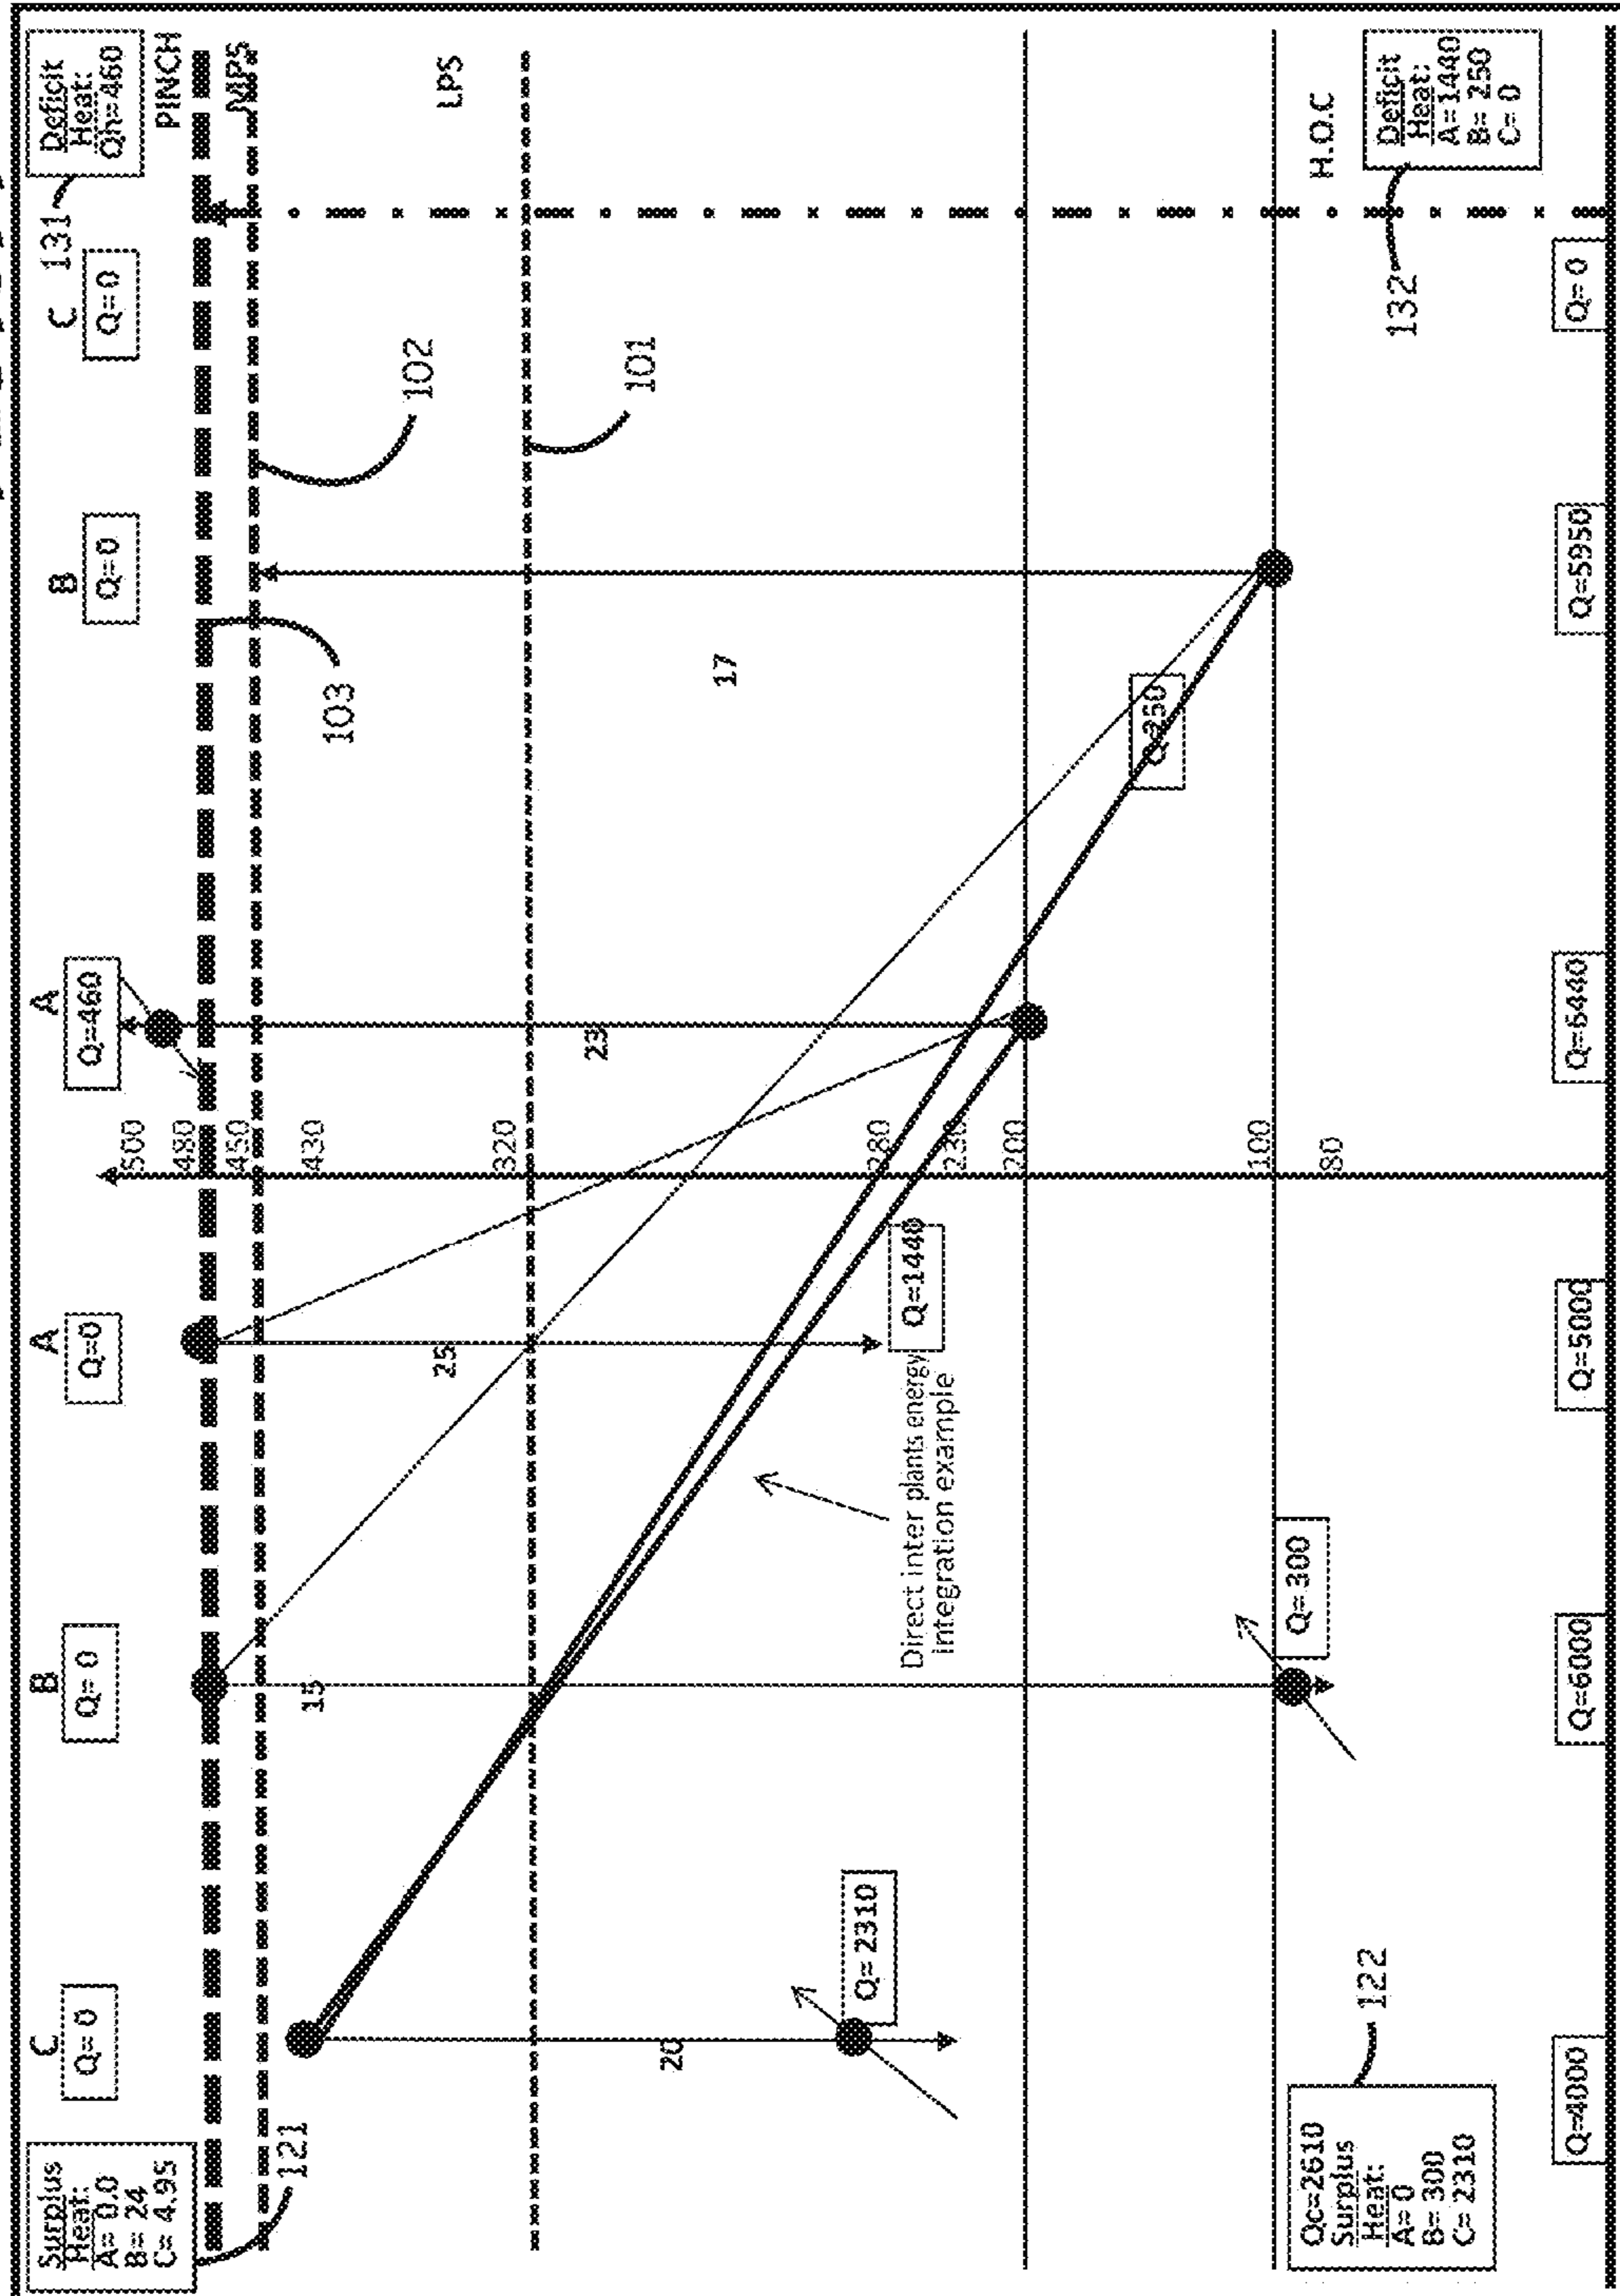 Surplus
Heat:
A= 0.0
B= 24
C= 4.95
C
Q= 0
B
Q= 0
A
Q=0
A
Q=460
B
Q=0
C
Q=0
Deficit
Heat:
Qh=460
131
PINCH
MPS
LPS
121
102
103
101
500
480
450
430
320
280
230
200
100
80
15
25
23
20
17
Q= 2310
Q=1440
Direct inter plants energy
integration example
Q=250
Q= 300
H.O.C
Qc=2610
Surplus
Heat:
A= 0
B= 300
C= 2310
122
Deficit
Heat:
A=1440
B= 250
C= 0
132
Q=4000
Q=6000
Q=5000
Q=6440
Q=5950
Q= 0